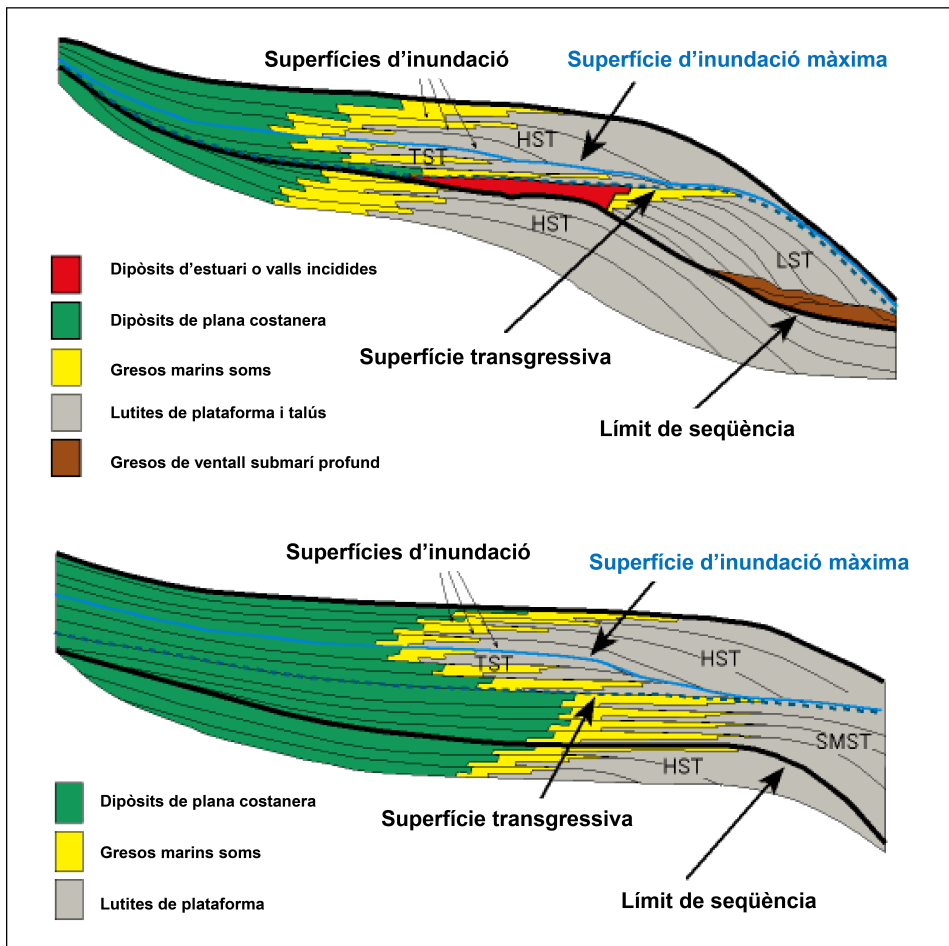 Superfícies d’inundació
Superfície d’inundació màxima
HST
TST
HST
LST
Dipòsits d’estuari o valls incidides
Dipòsits de plana costanera
Superfície transgressiva
Gresos marins soms
Lutites de plataforma i talús
Límit de seqüència
Gresos de ventall submarí profund
Superfícies d’inundació
Superfície d’inundació màxima
TST
HST
SMST
HST
Dipòsits de plana costanera
Superfície transgressiva
Gresos marins soms
Límit de seqüència
Lutites de plataforma